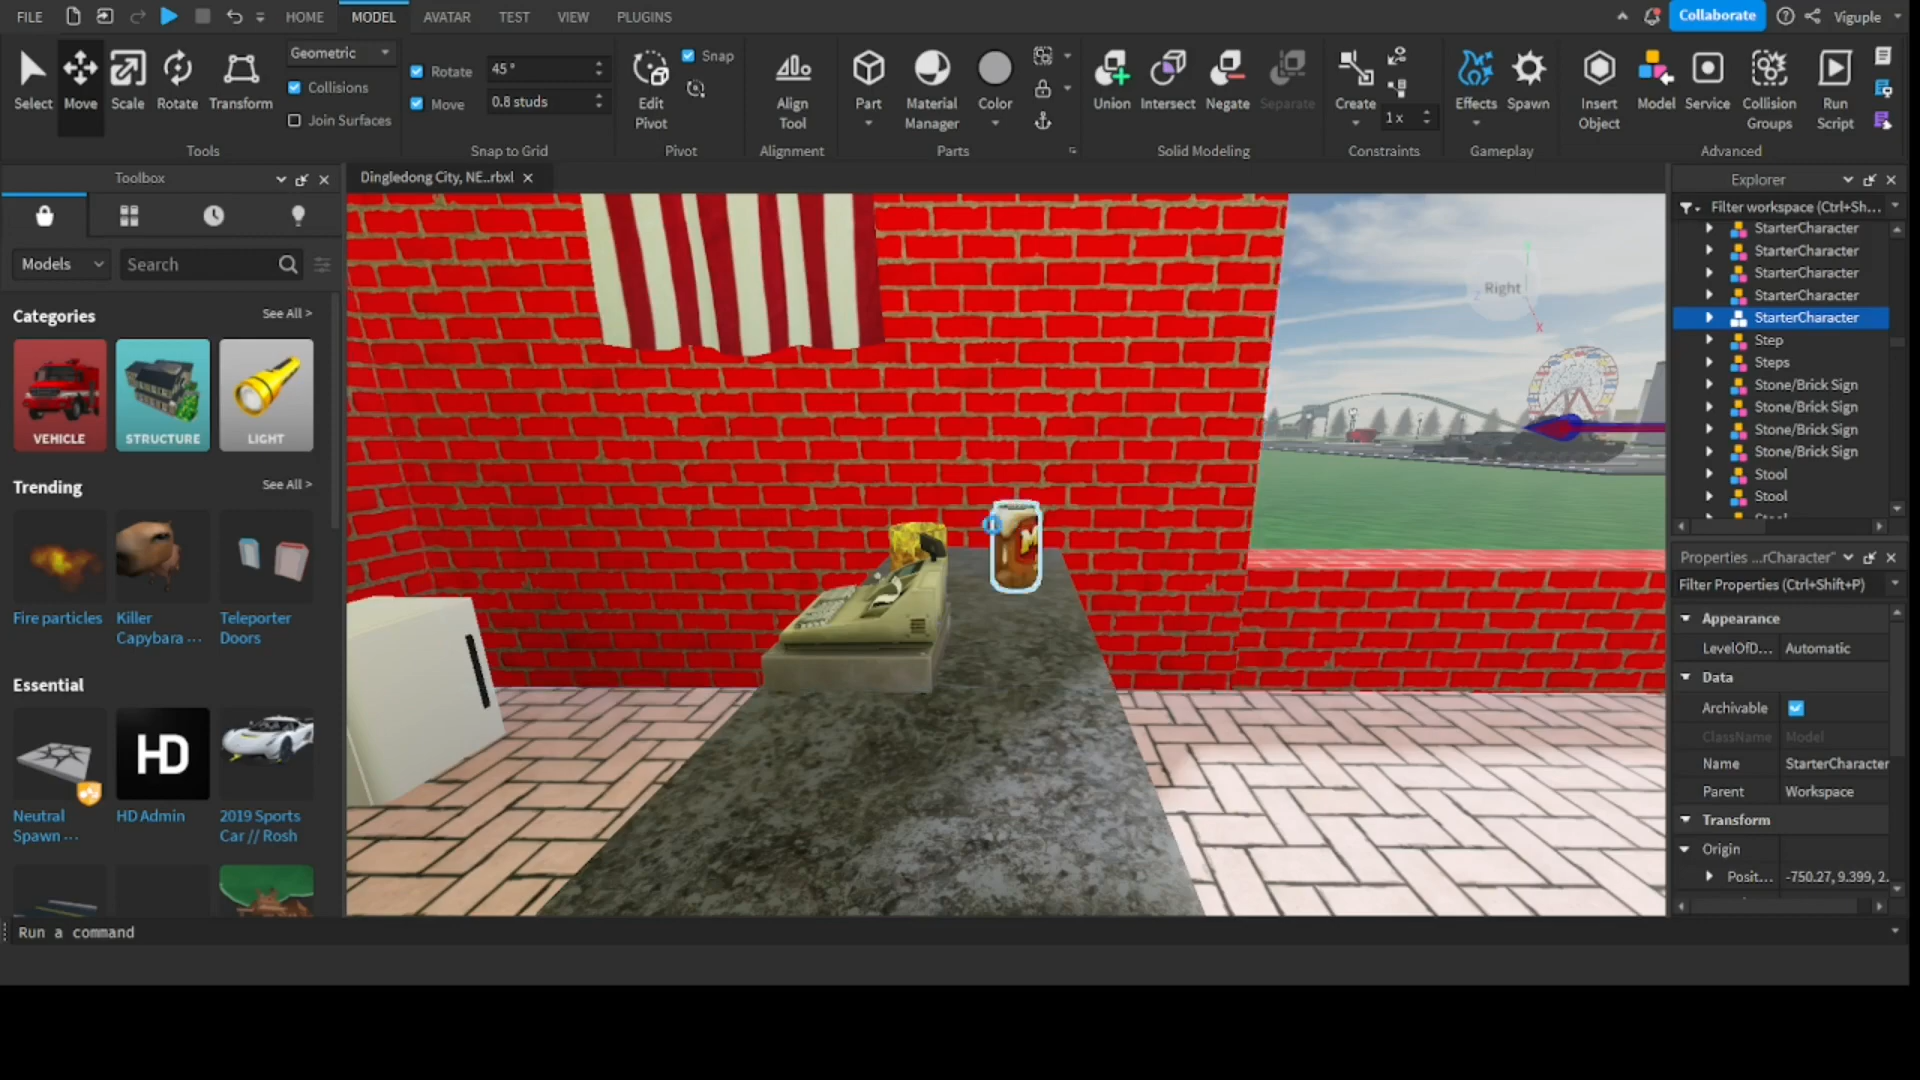 FILE HOME MODEL AVATAR TEST VIEW PLUGINS Collaborate Viguple
Select Move Scale Rotate Transform
Geometric
Collisions
Join Surfaces
Tools
Rotate 45 °
Move 0.8 studs
Snap to Grid
Edit Pivot
Snap
Pivot
Align Tool
Alignment
Part
Material Manager
Color
Parts
Union Intersect Negate Separate
Solid Modeling
Create
1 x
Constraints
Effects Spawn
Gameplay
Insert Object
Model
Service
Collision Groups
Run Script
Advanced
Toolbox
Models
Search
Categories See All >
VEHICLE STRUCTURE LIGHT
Trending See All >
Fire particles
Killer Capybara ...
Teleporter Doors
Essential
HD
Neutral Spawn ...
HD Admin
2019 Sports Car // Rosh
Dingledong City, NE...rbxl
Right
X
Z
M
Explorer
Filter workspace (Ctrl+Sh...
StarterCharacter
StarterCharacter
StarterCharacter
StarterCharacter
StarterCharacter
Step
Steps
Stone/Brick Sign
Stone/Brick Sign
Stone/Brick Sign
Stone/Brick Sign
Stool
Stool
Properties ...rCharacter"
Filter Properties (Ctrl+Shift+P)
Appearance
LevelOfD... Automatic
Data
Archivable
ClassName Model
Name StarterCharacter
Parent Workspace
Transform
Origin
Posit... -750.27, 9.399, 2.
Run a command